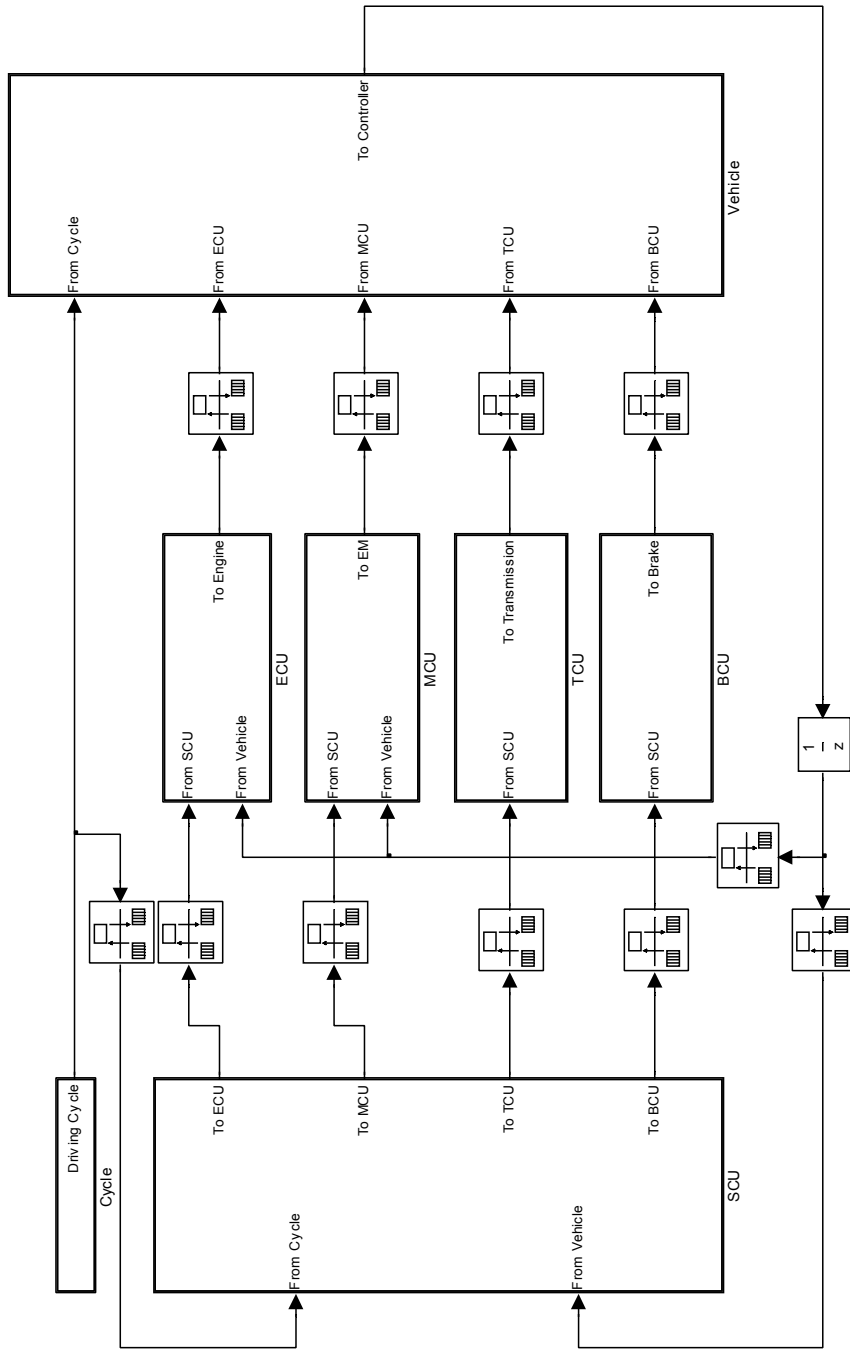 Driving Cycle
Cycle
From Cycle
From Vehicle
To ECU
To MCU
To TCU
To BCU
SCU
From SCU
From Vehicle
To Engine
ECU
From SCU
From Vehicle
To EM
MCU
From SCU
To Transmission
TCU
From SCU
To Brake
BCU
From Cycle
From ECU
From MCU
From TCU
From BCU
To Controller
Vehicle
1
z